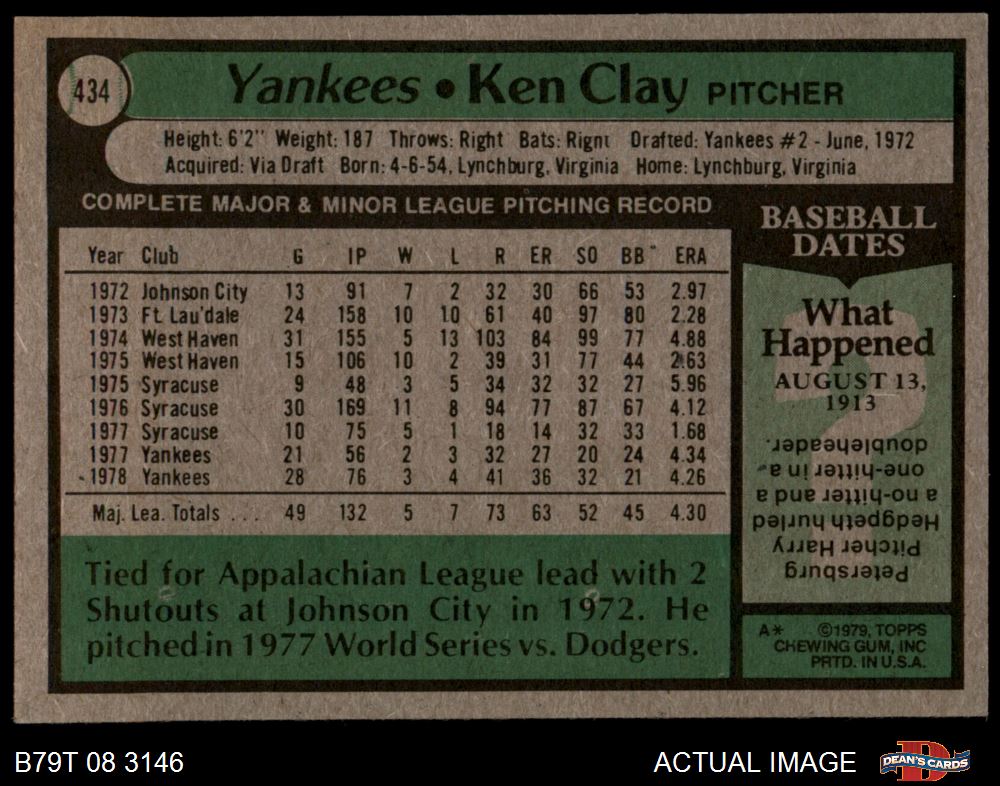 434
Yankees • Ken Clay PITCHER
Height: 6'2" Weight: 187 Throws: Right Bats: Right Drafted: Yankees #2 - June, 1972
Acquired: Via Draft Born: 4-6-54, Lynchburg, Virginia Home: Lynchburg, Virginia
COMPLETE MAJOR & MINOR LEAGUE PITCHING RECORD
Year Club G IP W L R ER SO BB ERA
1972 Johnson City 13 91 7 2 32 30 66 53 2.97
1973 Ft. Lau'dale 24 158 10 10 61 40 97 80 2.28
1974 West Haven 31 155 5 13 103 84 99 77 4.88
1975 West Haven 15 106 10 2 39 31 77 44 2.63
1975 Syracuse 9 48 3 5 34 32 32 27 5.96
1976 Syracuse 30 169 11 8 94 77 87 67 4.12
1977 Syracuse 10 75 5 1 18 14 32 33 1.68
1977 Yankees 21 56 2 3 32 27 20 24 4.34
1978 Yankees 28 76 3 4 41 36 32 21 4.26
Maj. Lea. Totals . . . 49 132 5 7 73 63 52 45 4.30
Tied for Appalachian League lead with 2
Shutouts at Johnson City in 1972. He
pitched in 1977 World Series vs. Dodgers.
BASEBALL
DATES
What
Happened
AUGUST 13,
1913
Petersburg
Pitcher Harry
Hedgpeth hurled
a no-hitter and a
one-hitter in a
doubleheader.
A* ©1979, TOPPS
CHEWING GUM, INC
PRTD. IN U.S.A.
B79T 08 3146
ACTUAL IMAGE
D
DEAN'S CARDS